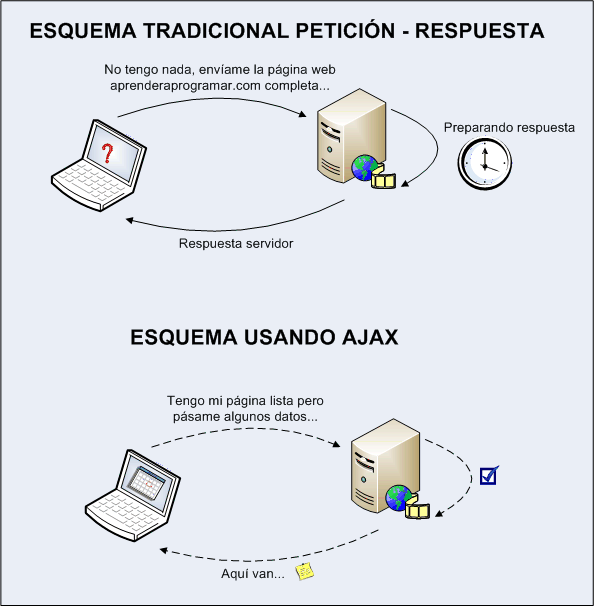 ESQUEMA TRADICIONAL PETICIÓN - RESPUESTA
No tengo nada, envíame la página web
aprenderaprogramar.com completa...
Preparando respuesta
?
Respuesta servidor
ESQUEMA USANDO AJAX
Tengo mi página lista pero
pásame algunos datos...
Aquí van...